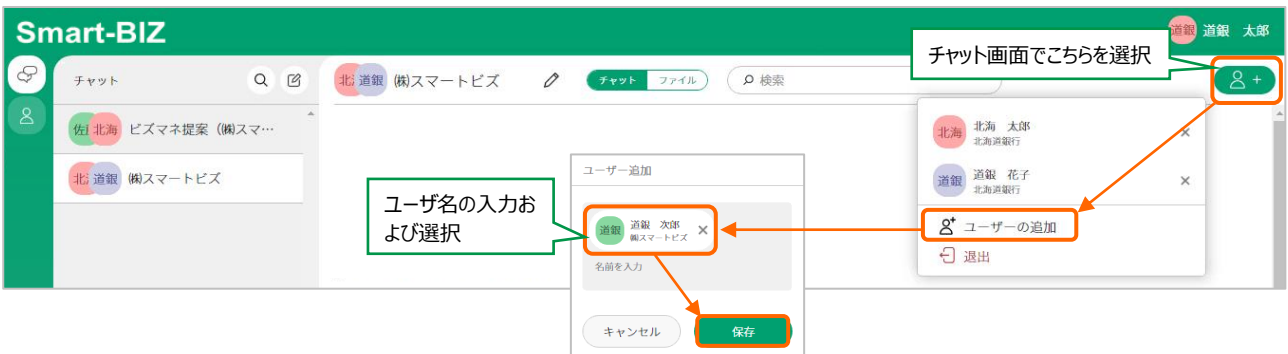 Smart-BIZ
道銀 道銀 太郎
チャット画面でこちらを選択
チャット
北海 道銀 ㈱スマートビズ
チャット ファイル
検索
北海 ビズマネ提案（㈱スマ…
道銀 ㈱スマートビズ
北海 北海 太郎
北海道銀行
道銀 道銀 花子
北海道銀行
ユーザーの追加
退出
ユーザー追加
ユーザ名の入力お
よび選択
道銀 道銀 次郎
㈱スマートビズ
名前を入力
キャンセル 保存